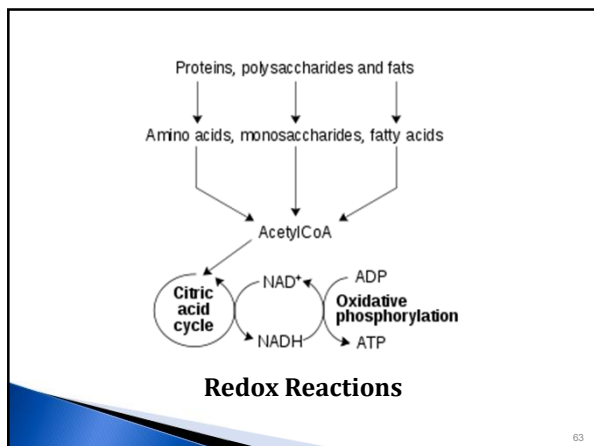 Proteins, polysaccharides and fats
Amino acids, monosaccharides, fatty acids
AcetylCoA
Citric
acid
cycle
NAD⁺
NADH
ADP
Oxidative
phosphorylation
ATP
Redox Reactions
63